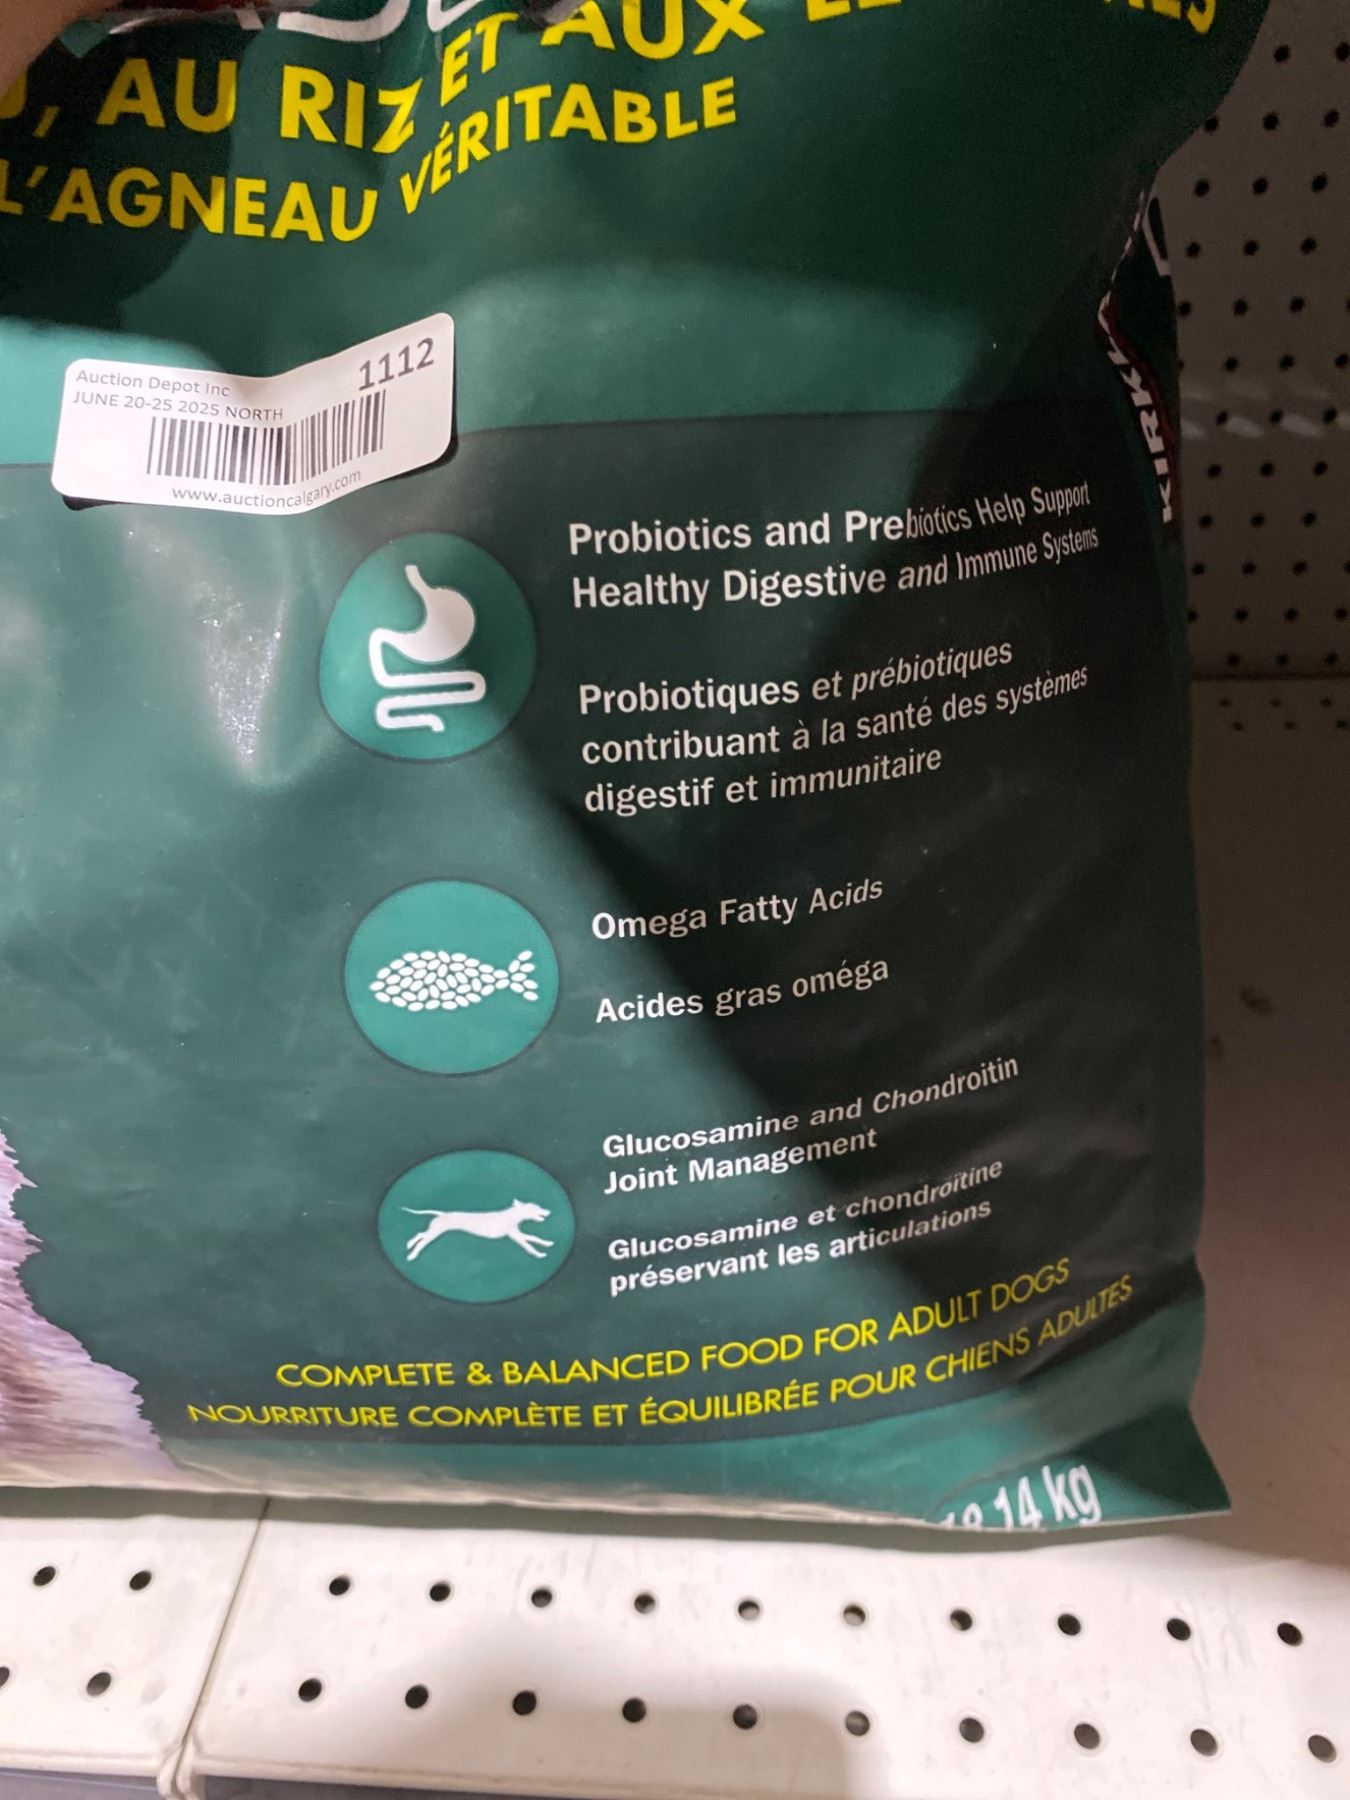 , AU RIZ ET AUX
L'AGNEAU VÉRITABLE
Auction Depot Inc
1112
JUNE 20-25 2025 NORTH
www.auctioncalgary.com
Probiotics and Prebiotics Help Support
Healthy Digestive and Immune Systems
Probiotiques et prébiotiques
contribuant à la santé des systèmes
digestif et immunitaire
Omega Fatty Acids
Acides gras oméga
Glucosamine and Chondroitin
Joint Management
Glucosamine et chondroïtine
préservant les articulations
COMPLETE & BALANCED FOOD FOR ADULT DOGS
NOURRITURE COMPLÈTE ET ÉQUILIBRÉE POUR CHIENS ADULTES
18.14 kg